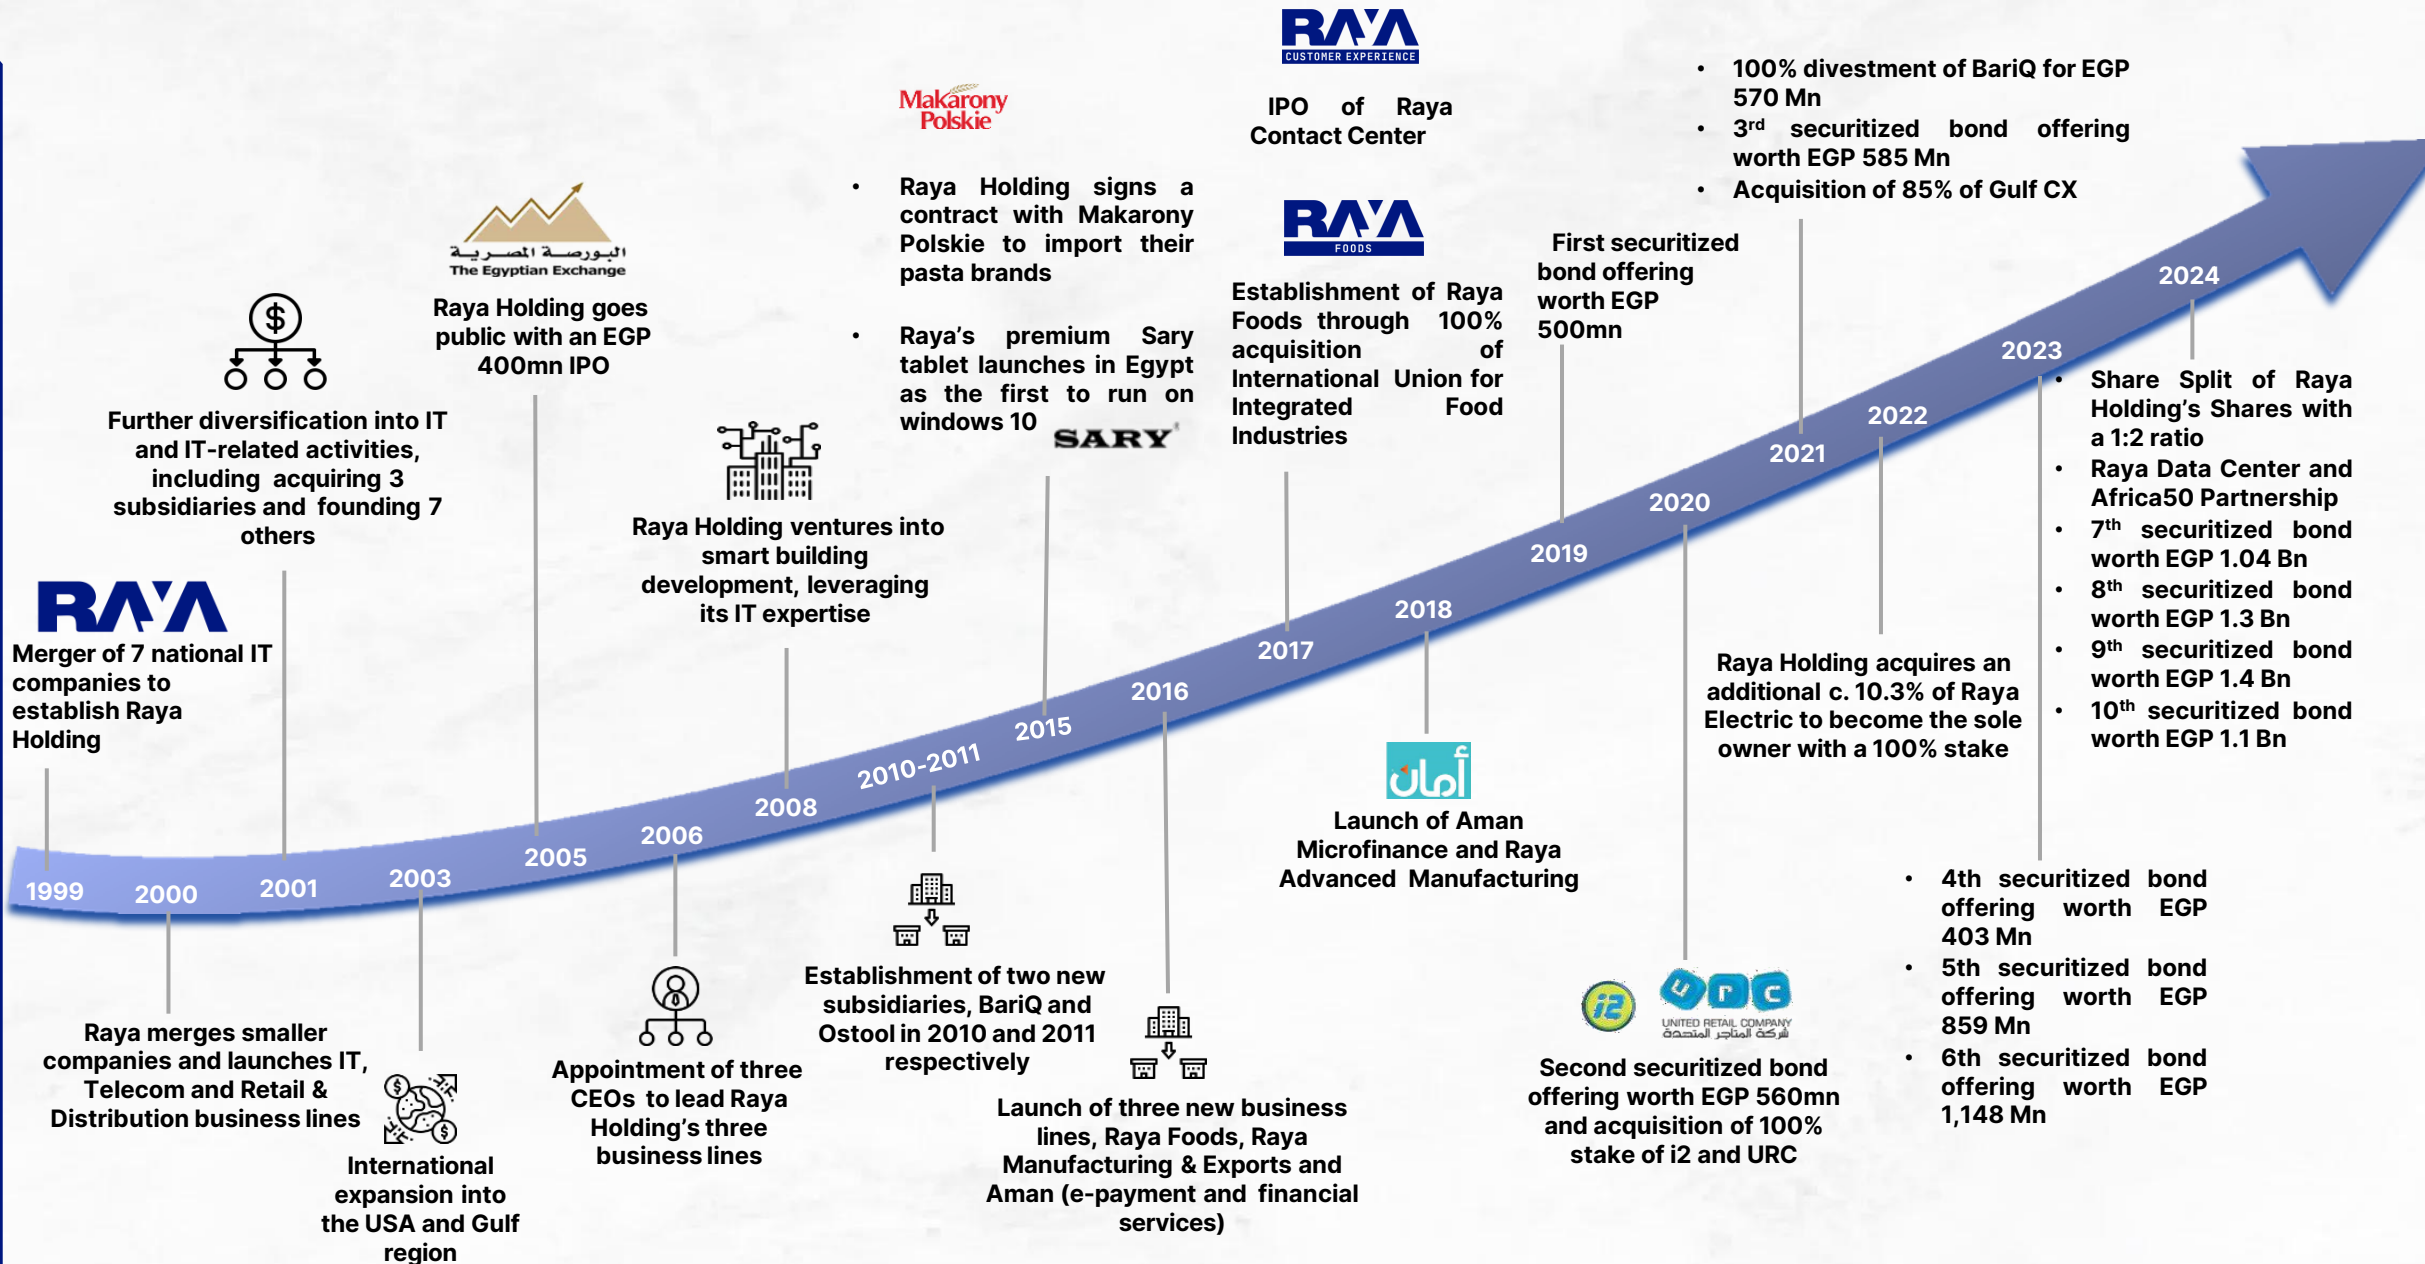 RAYA
Merger of 7 national IT
companies to
establish Raya
Holding
1999
2000
Raya merges smaller
companies and launches IT,
Telecom and Retail &
Distribution business lines
$
Further diversification into IT
and IT-related activities,
including acquiring 3
subsidiaries and founding 7
others
2001
2003
$
$
International
expansion into
the USA and Gulf
region
البورصة المصرية
The Egyptian Exchange
Raya Holding goes
public with an EGP
400mn IPO
2005
2006
Appointment of three
CEOs to lead Raya
Holding's three
business lines
Raya Holding ventures into
smart building
development, leveraging
its IT expertise
2008
2010-2011
Establishment of two new
subsidiaries, BariQ and
Ostool in 2010 and 2011
respectively
Makarony
Polskie
• Raya Holding signs a
contract with Makarony
Polskie to import their
pasta brands
• Raya's premium Sary
tablet launches in Egypt
as the first to run on
windows 10
SARY
2015
2016
Launch of three new business
lines, Raya Foods, Raya
Manufacturing & Exports and
Aman (e-payment and financial
services)
RAYA
CUSTOMER EXPERIENCE
IPO of Raya
Contact Center
RAYA
FOODS
Establishment of Raya
Foods through 100%
acquisition of
International Union for
Integrated Food
Industries
2017
2018
أمان
Launch of Aman
Microfinance and Raya
Advanced Manufacturing
First securitized
bond offering
worth EGP
500mn
2019
2020
i2
urc
UNITED RETAIL COMPANY
شركة المتاجر المتحدة
Second securitized bond
offering worth EGP 560mn
and acquisition of 100%
stake of i2 and URC
• 100% divestment of BariQ for EGP
570 Mn
• 3rd securitized bond offering
worth EGP 585 Mn
• Acquisition of 85% of Gulf CX
2021
2022
Raya Holding acquires an
additional c. 10.3% of Raya
Electric to become the sole
owner with a 100% stake
2023
• 4th securitized bond
offering worth EGP
403 Mn
• 5th securitized bond
offering worth EGP
859 Mn
• 6th securitized bond
offering worth EGP
1,148 Mn
2024
• Share Split of Raya
Holding's Shares with
a 1:2 ratio
• Raya Data Center and
Africa50 Partnership
• 7th securitized bond
worth EGP 1.04 Bn
• 8th securitized bond
worth EGP 1.3 Bn
• 9th securitized bond
worth EGP 1.4 Bn
• 10th securitized bond
worth EGP 1.1 Bn